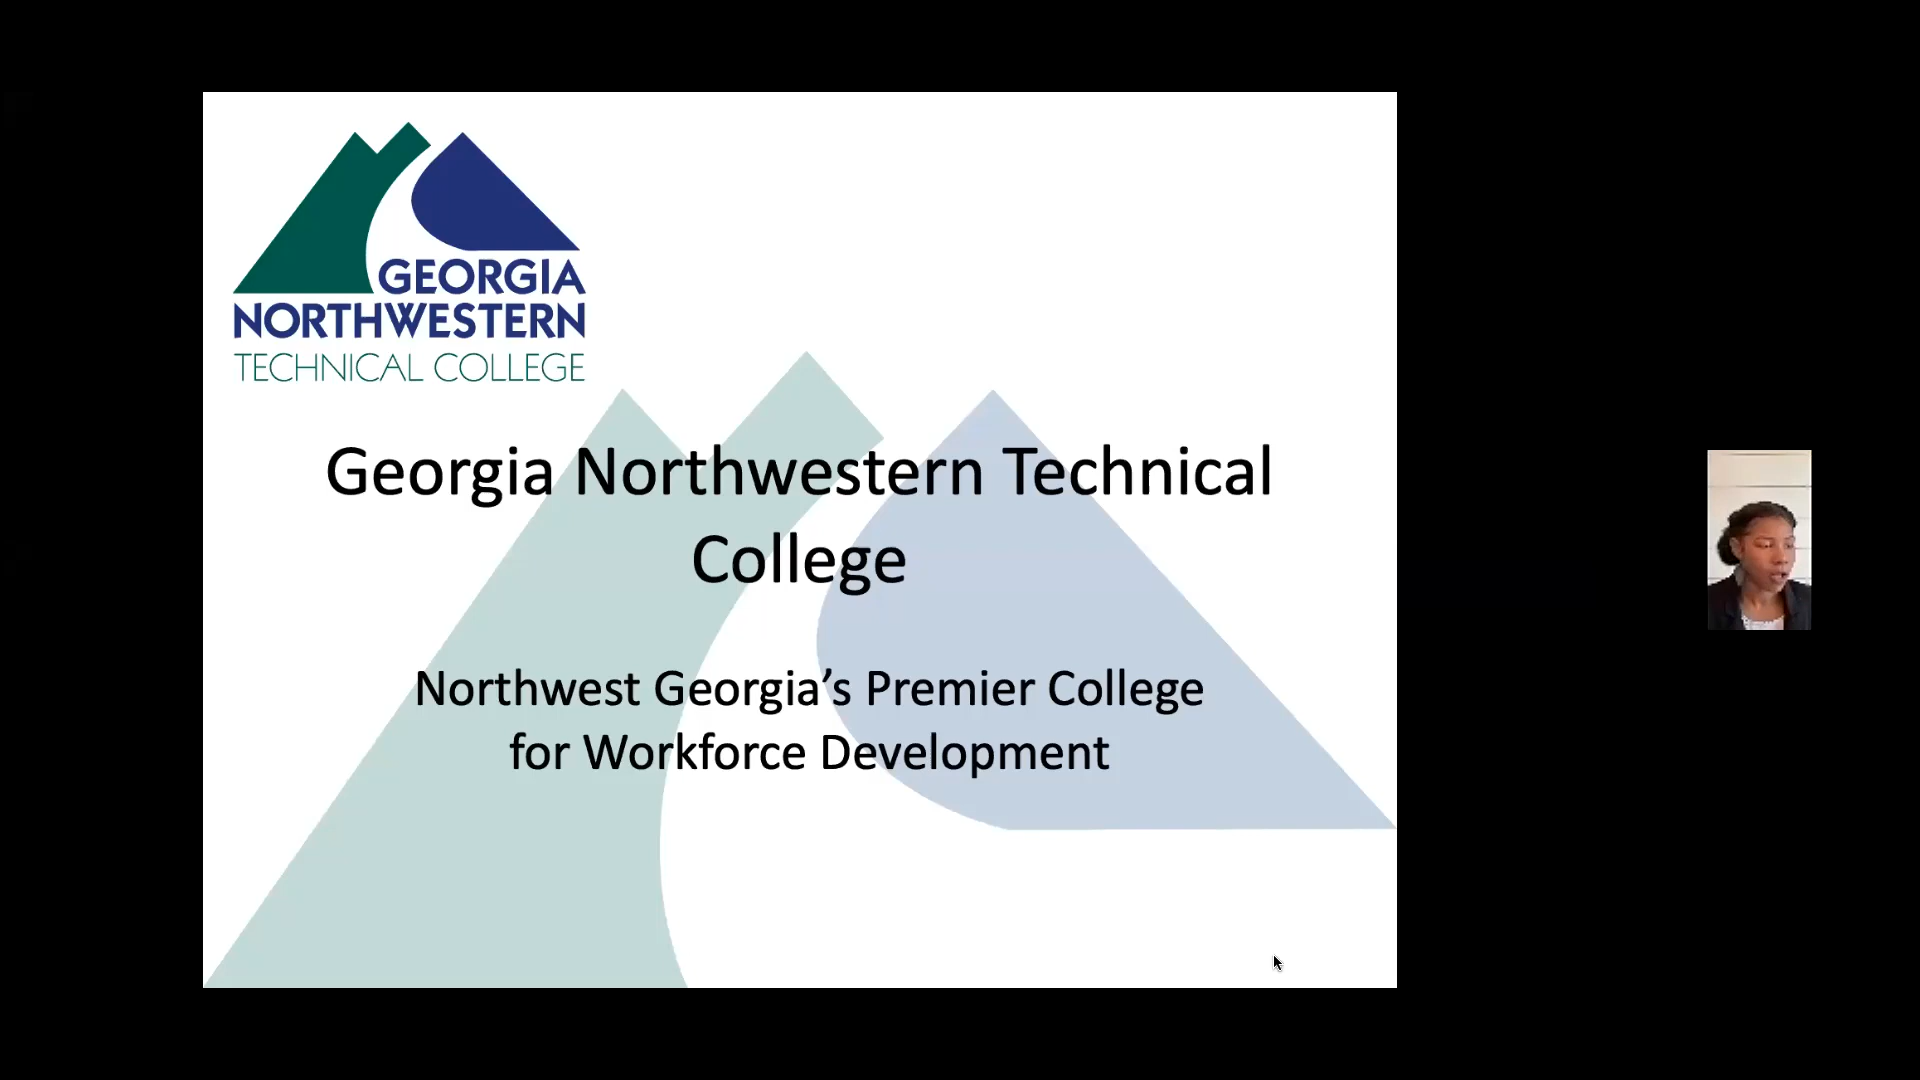 GEORGIA
NORTHWESTERN
TECHNICAL COLLEGE
Georgia Northwestern Technical
College
Northwest Georgia’s Premier College
for Workforce Development